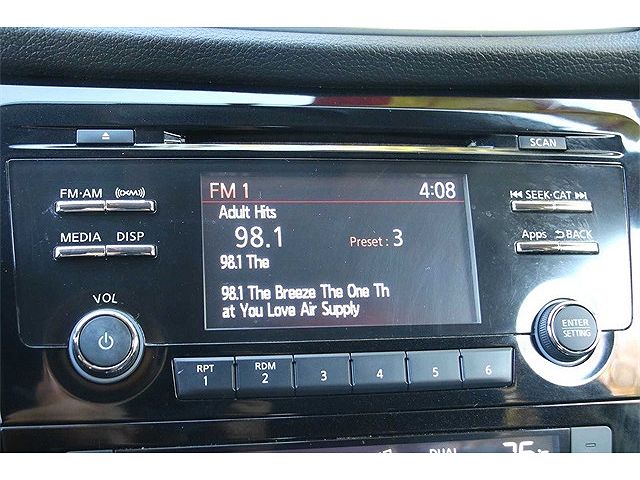 SCAN
FM·AM ((XM))
SEEK·CAT
MEDIA DISP
Apps BACK
VOL
FM 1 4:08
Adult Hits
98.1 Preset : 3
98.1 The
98.1 The Breeze The One Th
at You Love Air Supply
ENTER
SETTING
RPT RDM
1 2 3 4 5 6
DUAL